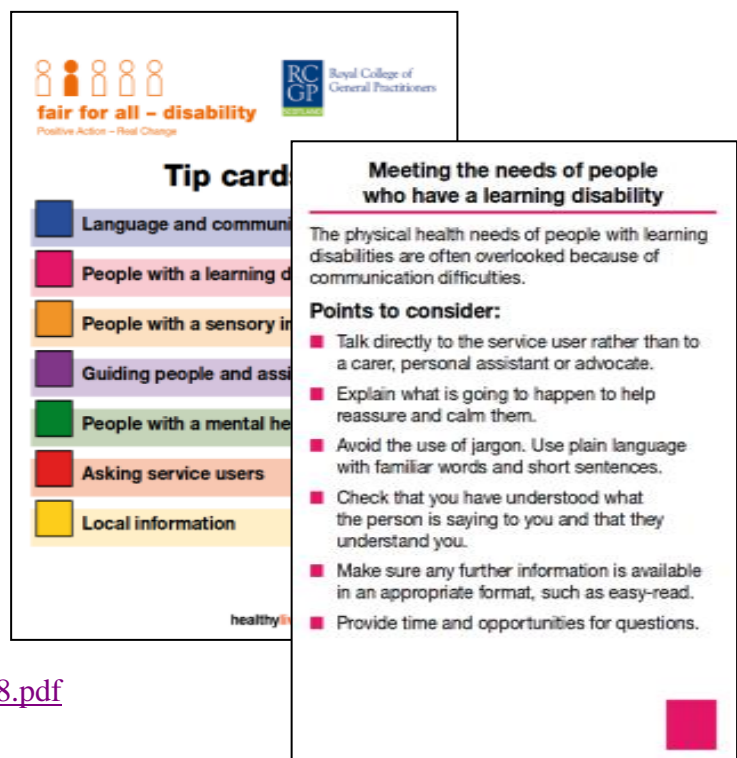 fair for all – disability
Positive Action – Real Change
RC
GP
SCOTLAND
Royal College of
General Practitioners
Tip card
Language and communi
People with a learning d
People with a sensory i
Guiding people and assi
People with a mental he
Asking service users
Local information
healthy
Meeting the needs of people
who have a learning disability
The physical health needs of people with learning
disabilities are often overlooked because of
communication difficulties.
Points to consider:
■ Talk directly to the service user rather than to
a carer, personal assistant or advocate.
■ Explain what is going to happen to help
reassure and calm them.
■ Avoid the use of jargon. Use plain language
with familiar words and short sentences.
■ Check that you have understood what
the person is saying to you and that they
understand you.
■ Make sure any further information is available
in an appropriate format, such as easy-read.
■ Provide time and opportunities for questions.
8.pdf